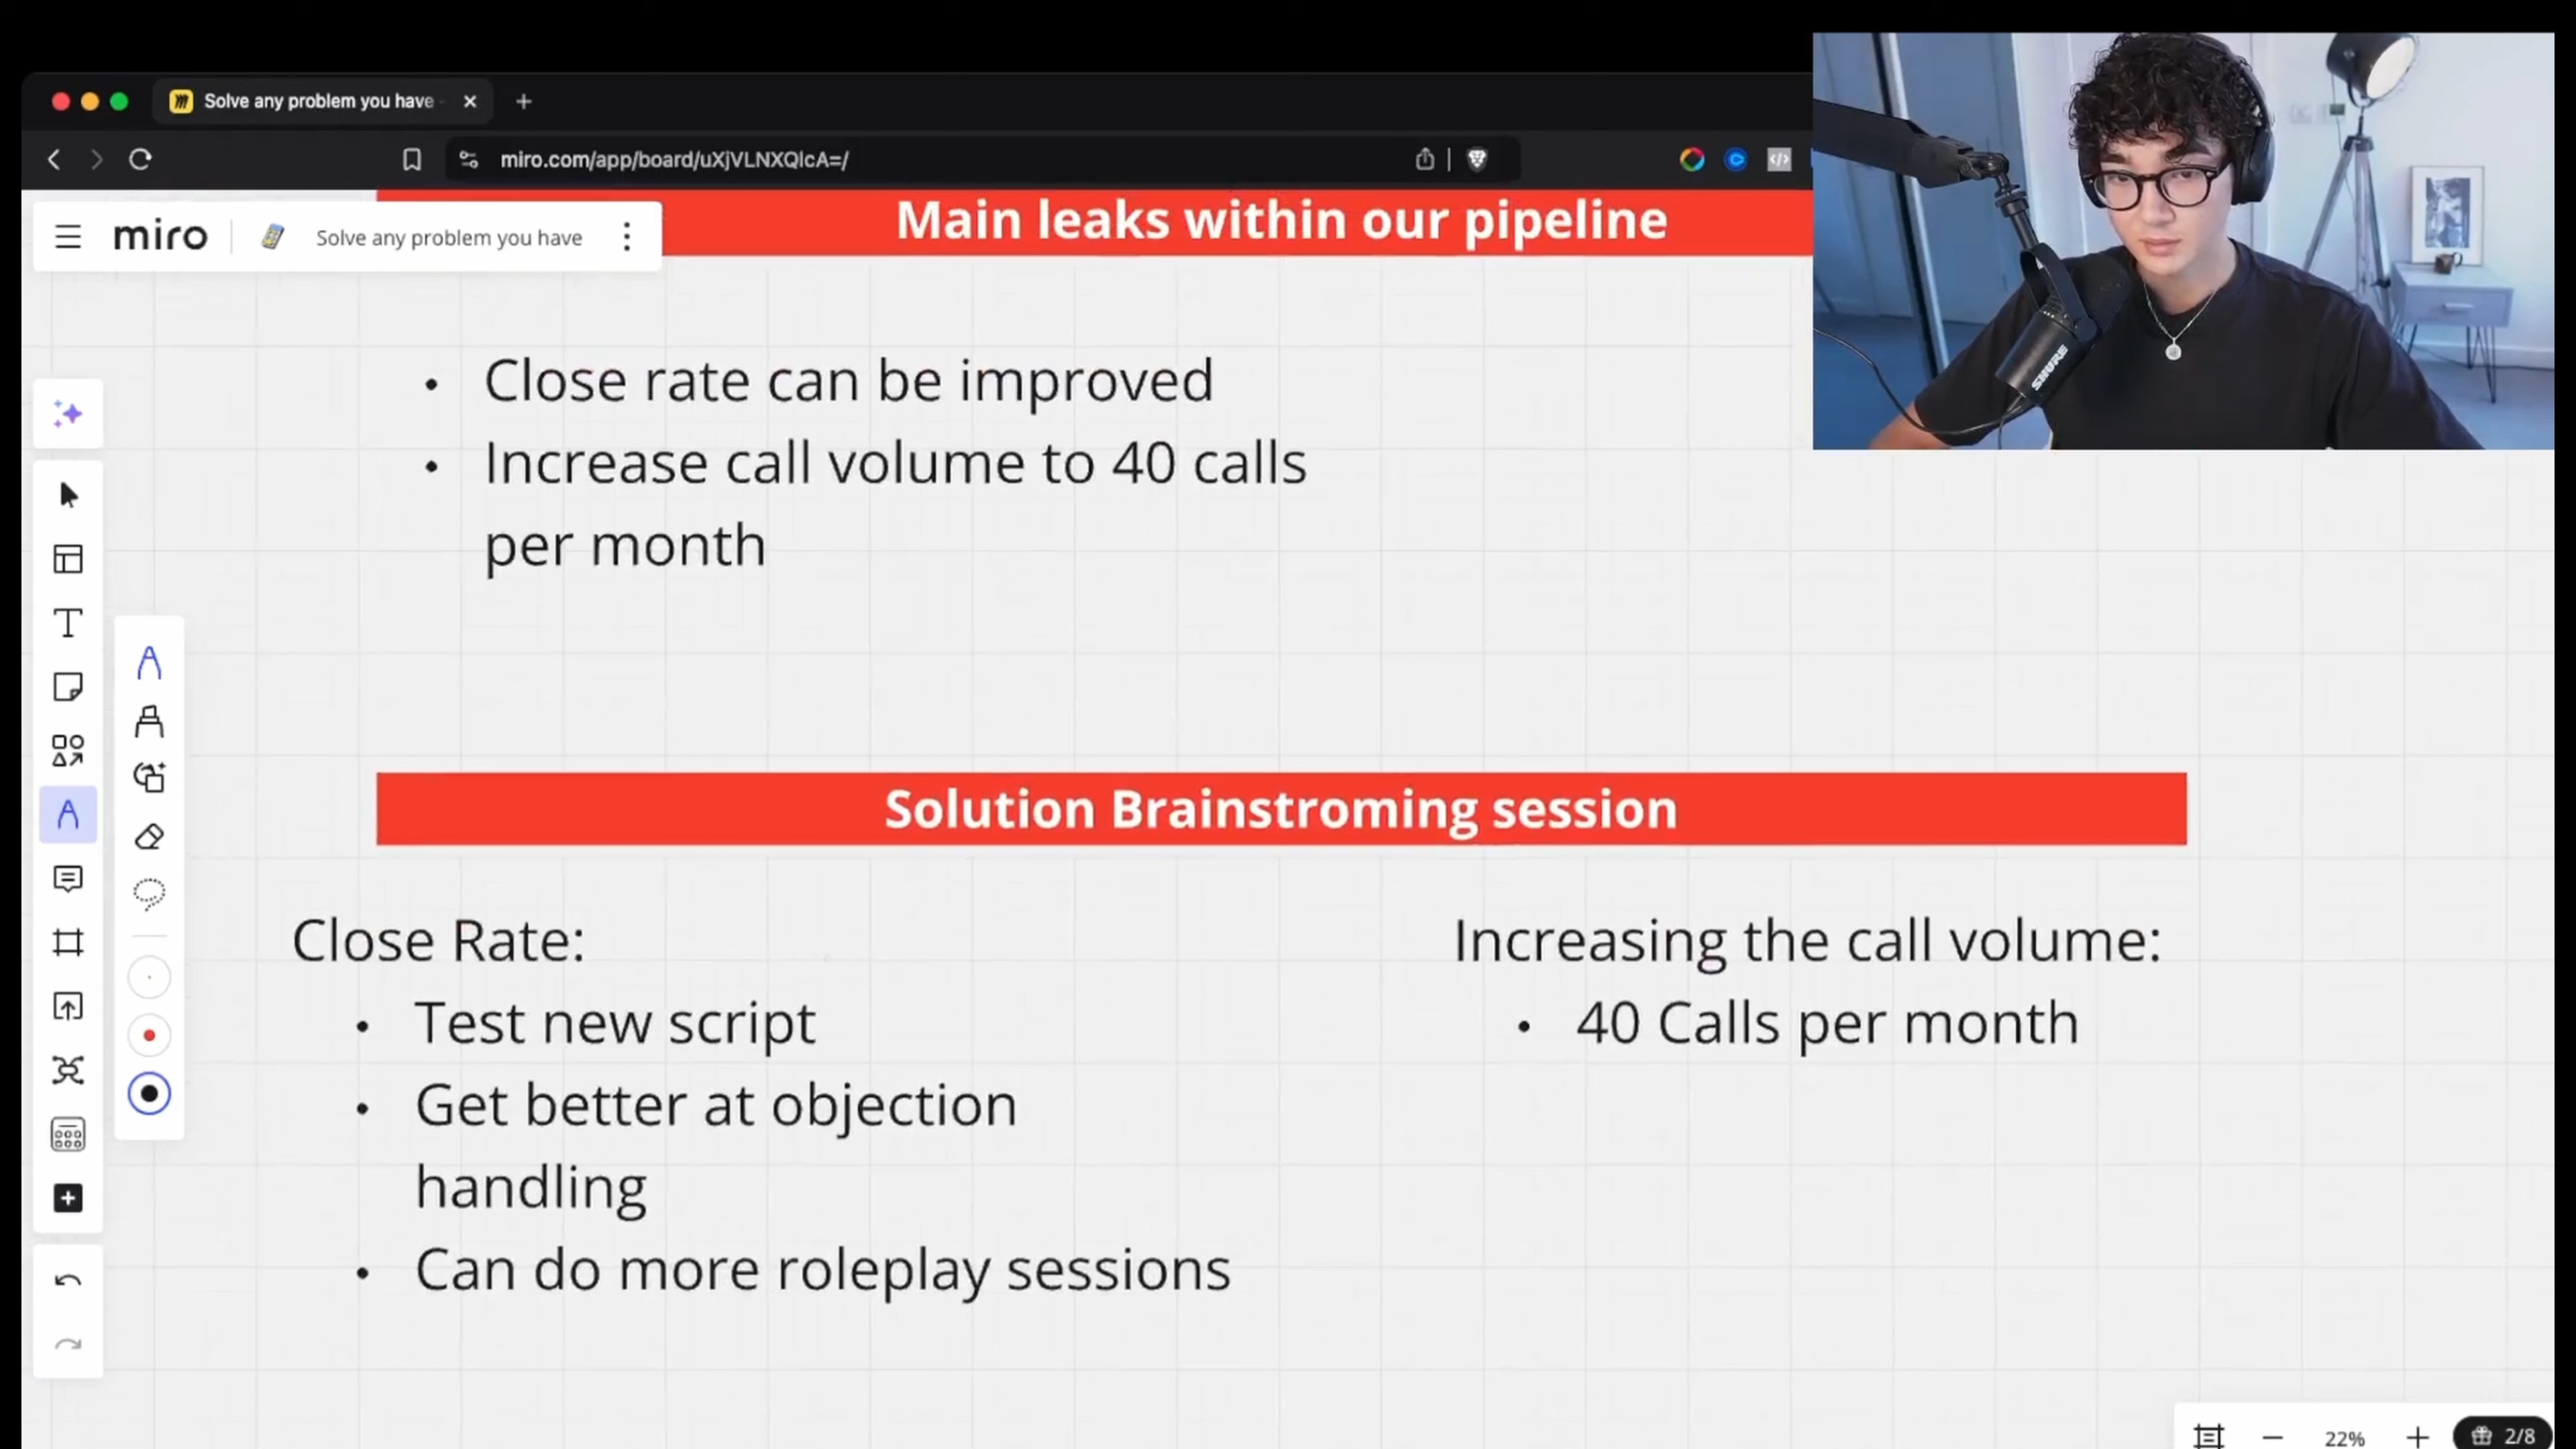 Solve any problem you have
miro.com/app/board/uXjVLNXQlcA=/
Main leaks within our pipeline
miro
Solve any problem you have
• Close rate can be improved
• Increase call volume to 40 calls
per month
SHURE
Solution Brainstroming session
Close Rate:
• Test new script
• Get better at objection
handling
• Can do more roleplay sessions
Increasing the call volume:
• 40 Calls per month
22%
2/8